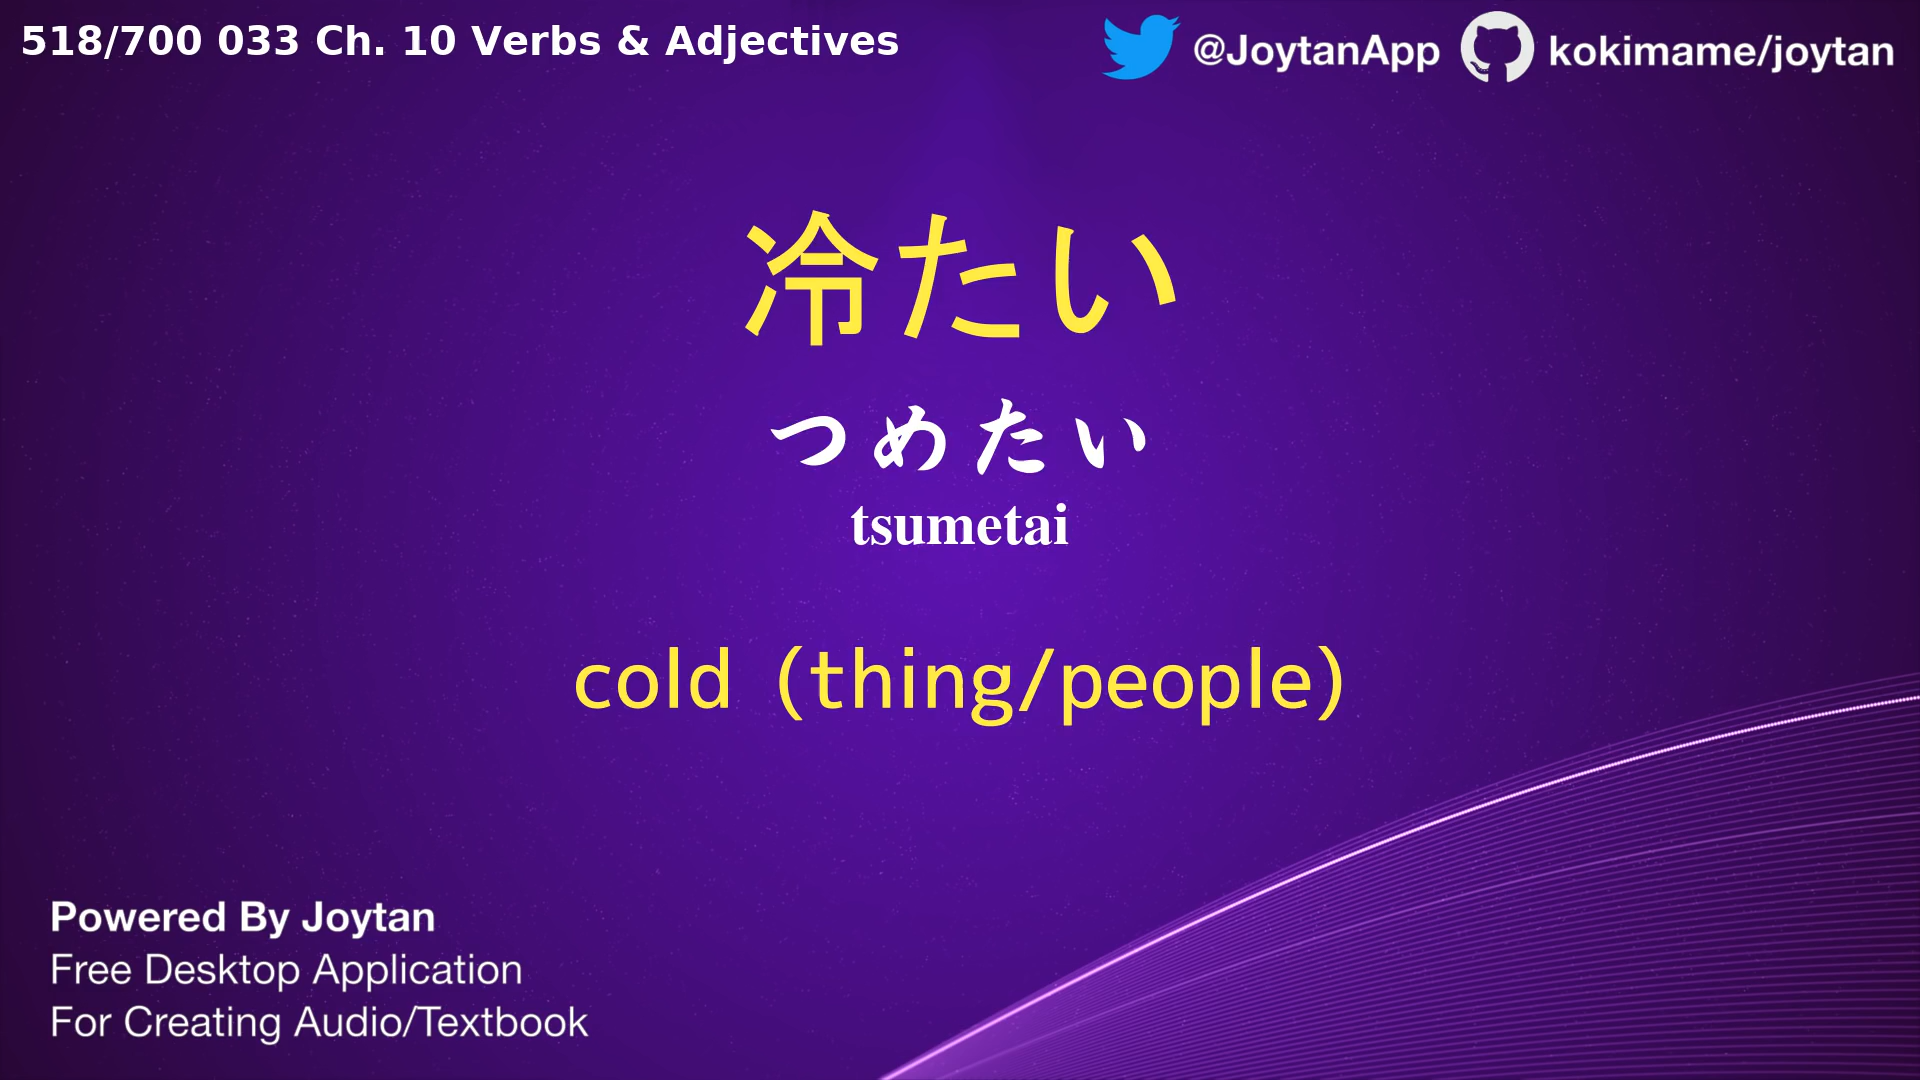 518/700 033 Ch. 10 Verbs & Adjectives
@JoytanApp
kokimame/joytan
冷たい
つめたい
tsumetai
cold (thing/people)
Powered By Joytan
Free Desktop Application
For Creating Audio/Textbook